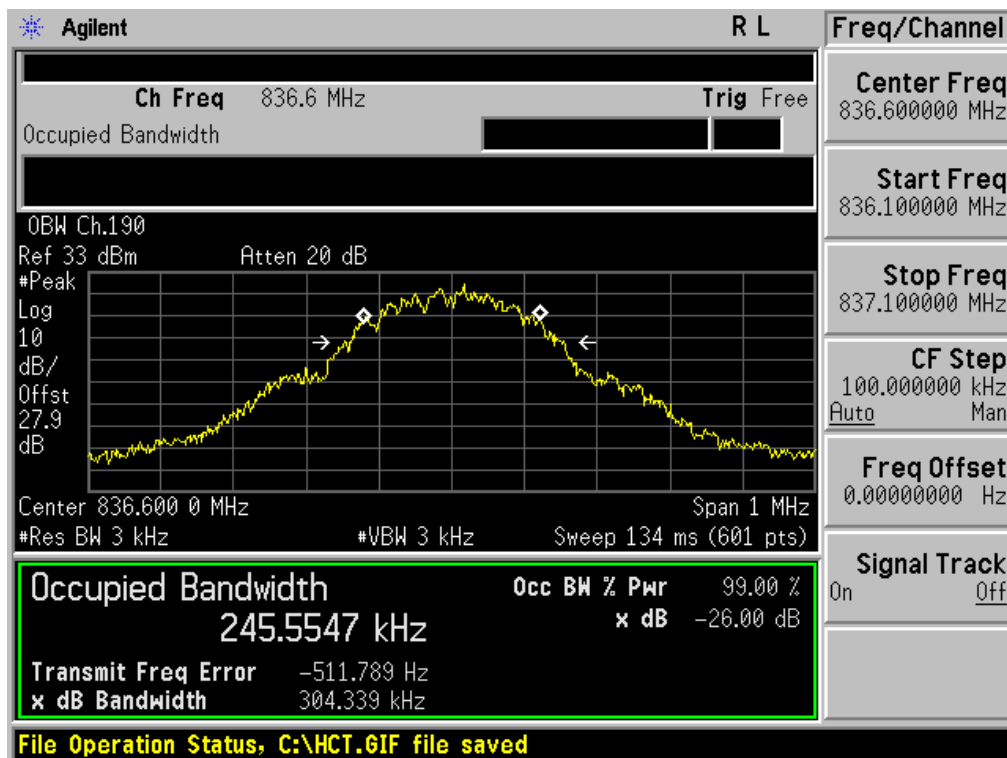 Agilent R L
Ch Freq 836.6 MHz Trig Free
Occupied Bandwidth
OBW Ch.190
Ref 33 dBm Atten 20 dB
#Peak
Log
10
dB/
Offst
27.9
dB
Center 836.600 0 MHz Span 1 MHz
#Res BW 3 kHz #VBW 3 kHz Sweep 134 ms (601 pts)
Occupied Bandwidth Occ BW % Pwr 99.00 %
245.5547 kHz x dB -26.00 dB
Transmit Freq Error -511.789 Hz
x dB Bandwidth 304.339 kHz
File Operation Status, C:\HCT.GIF file saved
Freq/Channel
Center Freq
836.600000 MHz
Start Freq
836.100000 MHz
Stop Freq
837.100000 MHz
CF Step
100.000000 kHz
Auto Man
Freq Offset
0.00000000 Hz
Signal Track
On Off